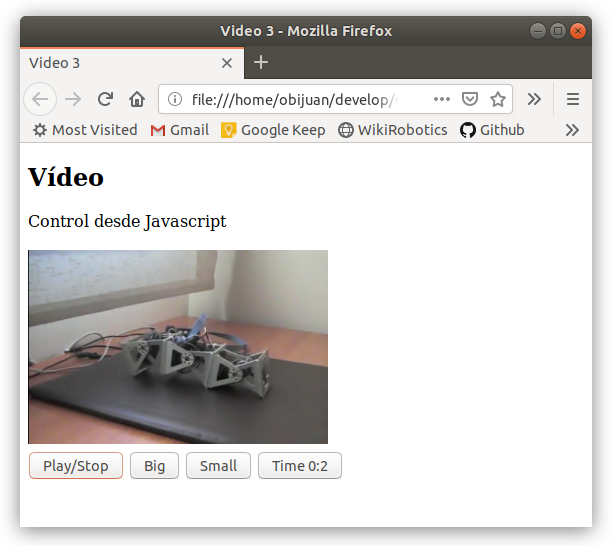 Video 3 - Mozilla Firefox
Video 3
file:///home/obijuan/develop/
Most Visited Gmail Google Keep WikiRobotics Github
Vídeo
Control desde Javascript
Play/Stop Big Small Time 0:2